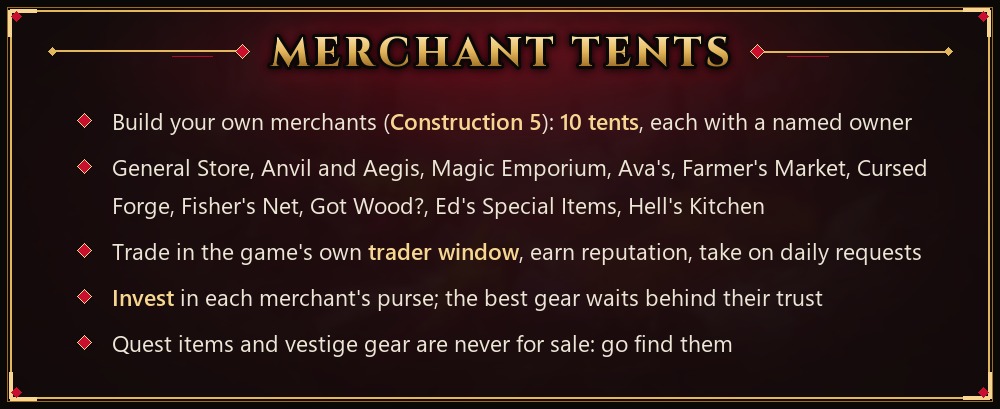 MERCHANT TENTS
Build your own merchants (Construction 5): 10 tents, each with a named owner
General Store, Anvil and Aegis, Magic Emporium, Ava's, Farmer's Market, Cursed
Forge, Fisher's Net, Got Wood?, Ed's Special Items, Hell's Kitchen
Trade in the game's own trader window, earn reputation, take on daily requests
Invest in each merchant's purse; the best gear waits behind their trust
Quest items and vestige gear are never for sale: go find them